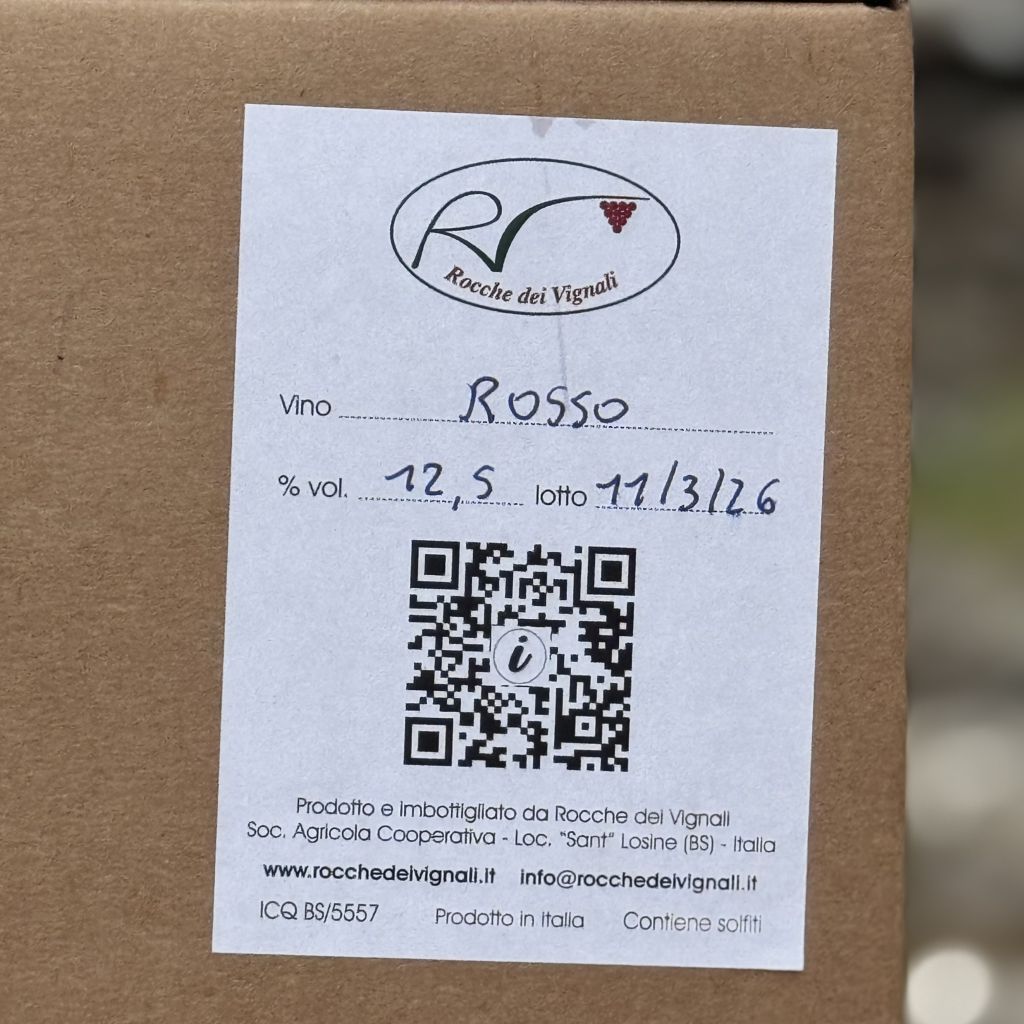 RV
Rocche dei Vignali
Vino ROSSO
% vol. 12,5 lotto 11/3/26
i
Prodotto e imbottigliato da Rocche dei Vignali
Soc. Agricola Cooperativa - Loc. "Sant" Losine (BS) - Italia
www.rocchedeivignali.it info@rocchedeivignali.it
ICQ BS/5557 Prodotto in italia Contiene solfiti